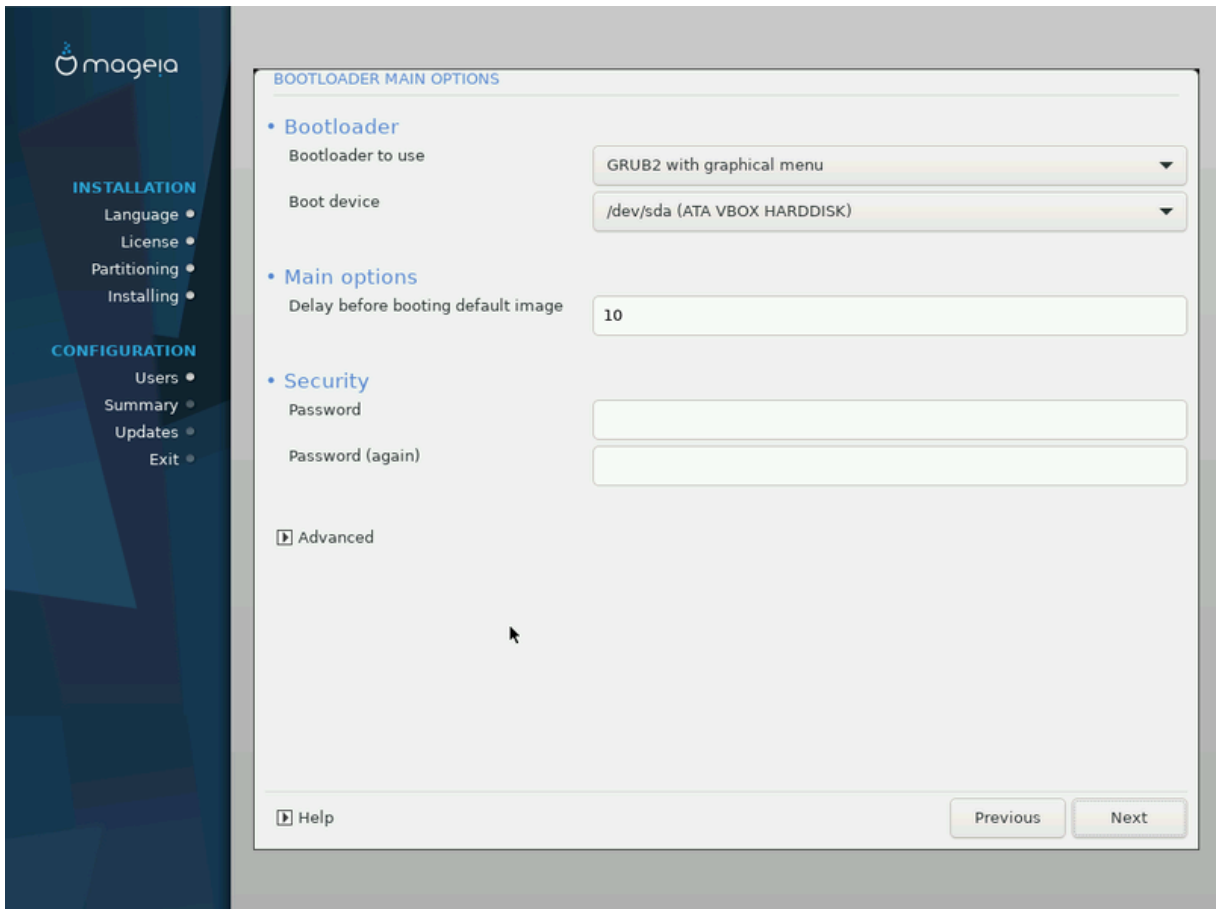 mageia
INSTALLATION
Language
License
Partitioning
Installing
CONFIGURATION
Users
Summary
Updates
Exit
BOOTLOADER MAIN OPTIONS
• Bootloader
Bootloader to use
GRUB2 with graphical menu
Boot device
/dev/sda (ATA VBOX HARDDISK)
• Main options
Delay before booting default image
10
• Security
Password
Password (again)
Advanced
Help
Previous
Next